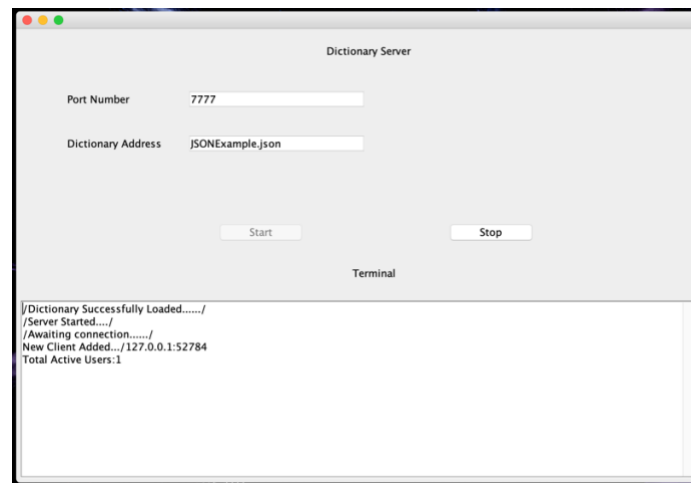 Dictionary Server
Port Number 7777
Dictionary Address JSONExample.json
Start Stop
Terminal
/Dictionary Successfully Loaded....../
/Server Started..../
/Awaiting connection....../
New Client Added.../127.0.0.1:52784
Total Active Users:1